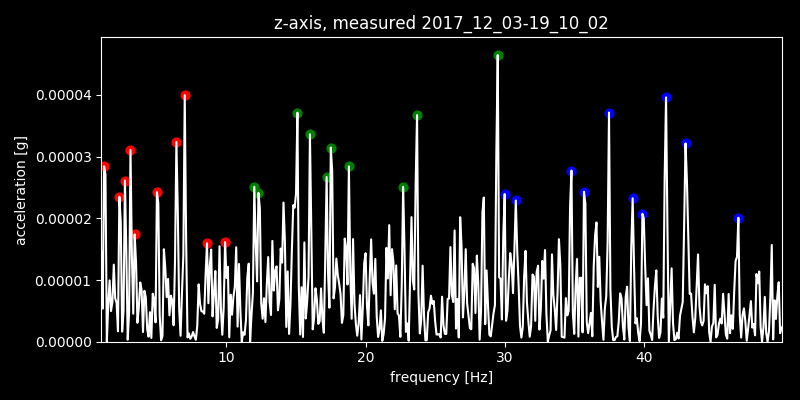 z-axis, measured 2017_12_03-19_10_02
acceleration [g]
0.00004
0.00003
0.00002
0.00001
0.00000
10 20 30 40
frequency [Hz]